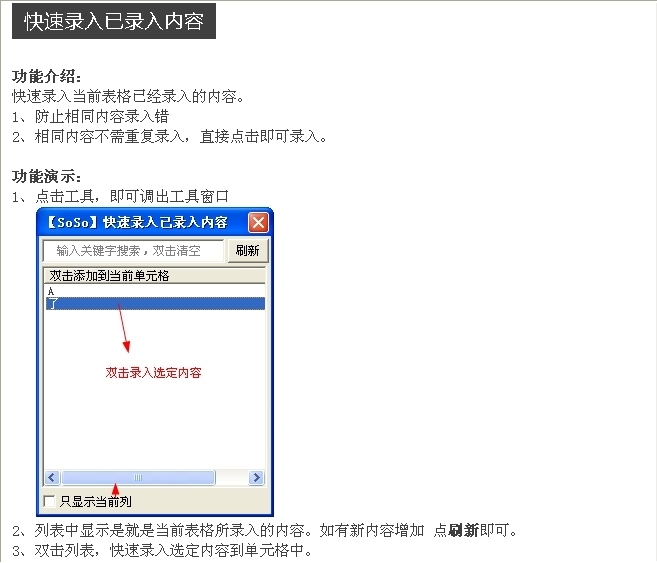 快速录入已录入内容
功能介绍：
快速录入当前表格已经录入的内容。
1、防止相同内容录入错
2、相同内容不需重复录入，直接点击即可录入。
功能演示：
1、点击工具，即可调出工具窗口
【SoSo】快速录入已录入内容
输入关键字搜索，双击清空
刷新
双击添加到当前单元格
A
了
双击录入选定内容
只显示当前列
2、列表中显示是就是当前表格所录入的内容。如有新内容增加 点刷新即可。
3、双击列表，快速录入选定内容到单元格中。